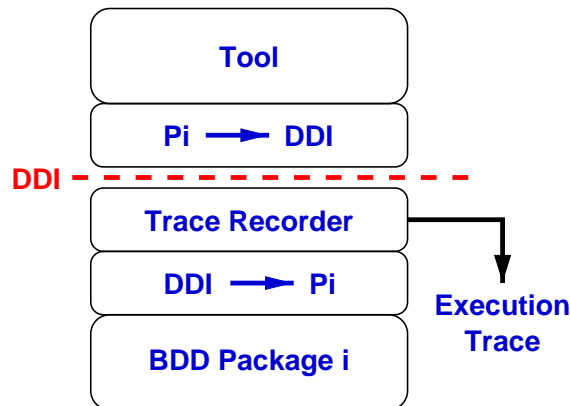 Tool
Pi DDI
DDI
Trace Recorder
DDI Pi
Execution
Trace
BDD Package i